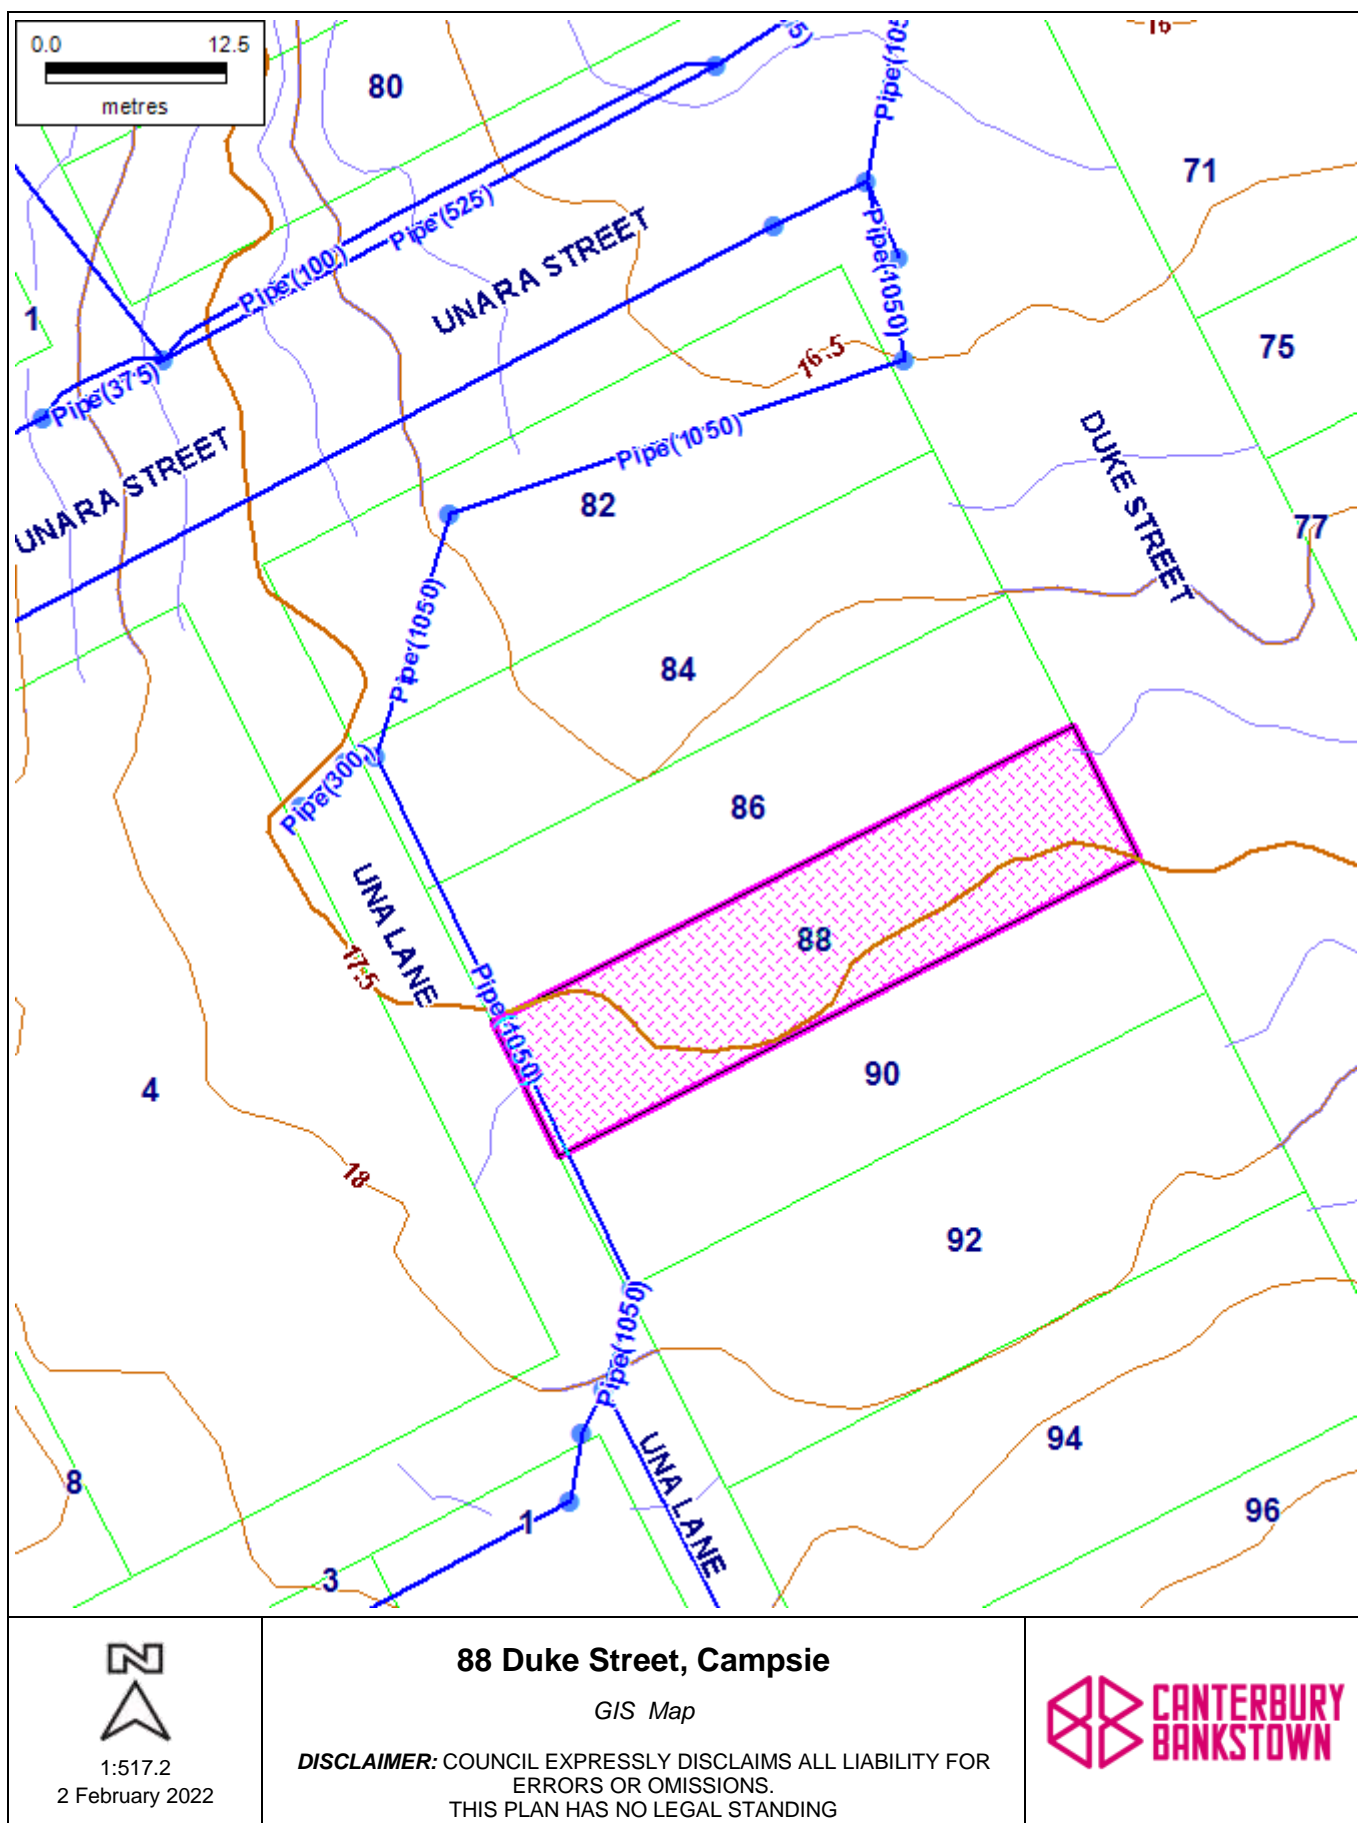 0.0 12.5
metres
16
80
Pipe(105
5)
71
Pipe(525)
Pipe(100)
UNARA STREET
Pipe(1050)
1
75
16.5
Pipe(375)
DUKE STREET
Pipe(1050)
UNARA STREET
82
77
Pipe(1050)
84
Pipe(300)
86
UNA LANE
88
17.5
Pipe(1050)
90
4
18
92
Pipe(1050)
94
UNA LANE
8
96
1
3
N
1:517.2
2 February 2022
88 Duke Street, Campsie
GIS Map
DISCLAIMER: COUNCIL EXPRESSLY DISCLAIMS ALL LIABILITY FOR
ERRORS OR OMISSIONS.
THIS PLAN HAS NO LEGAL STANDING
CANTERBURY
BANKSTOWN